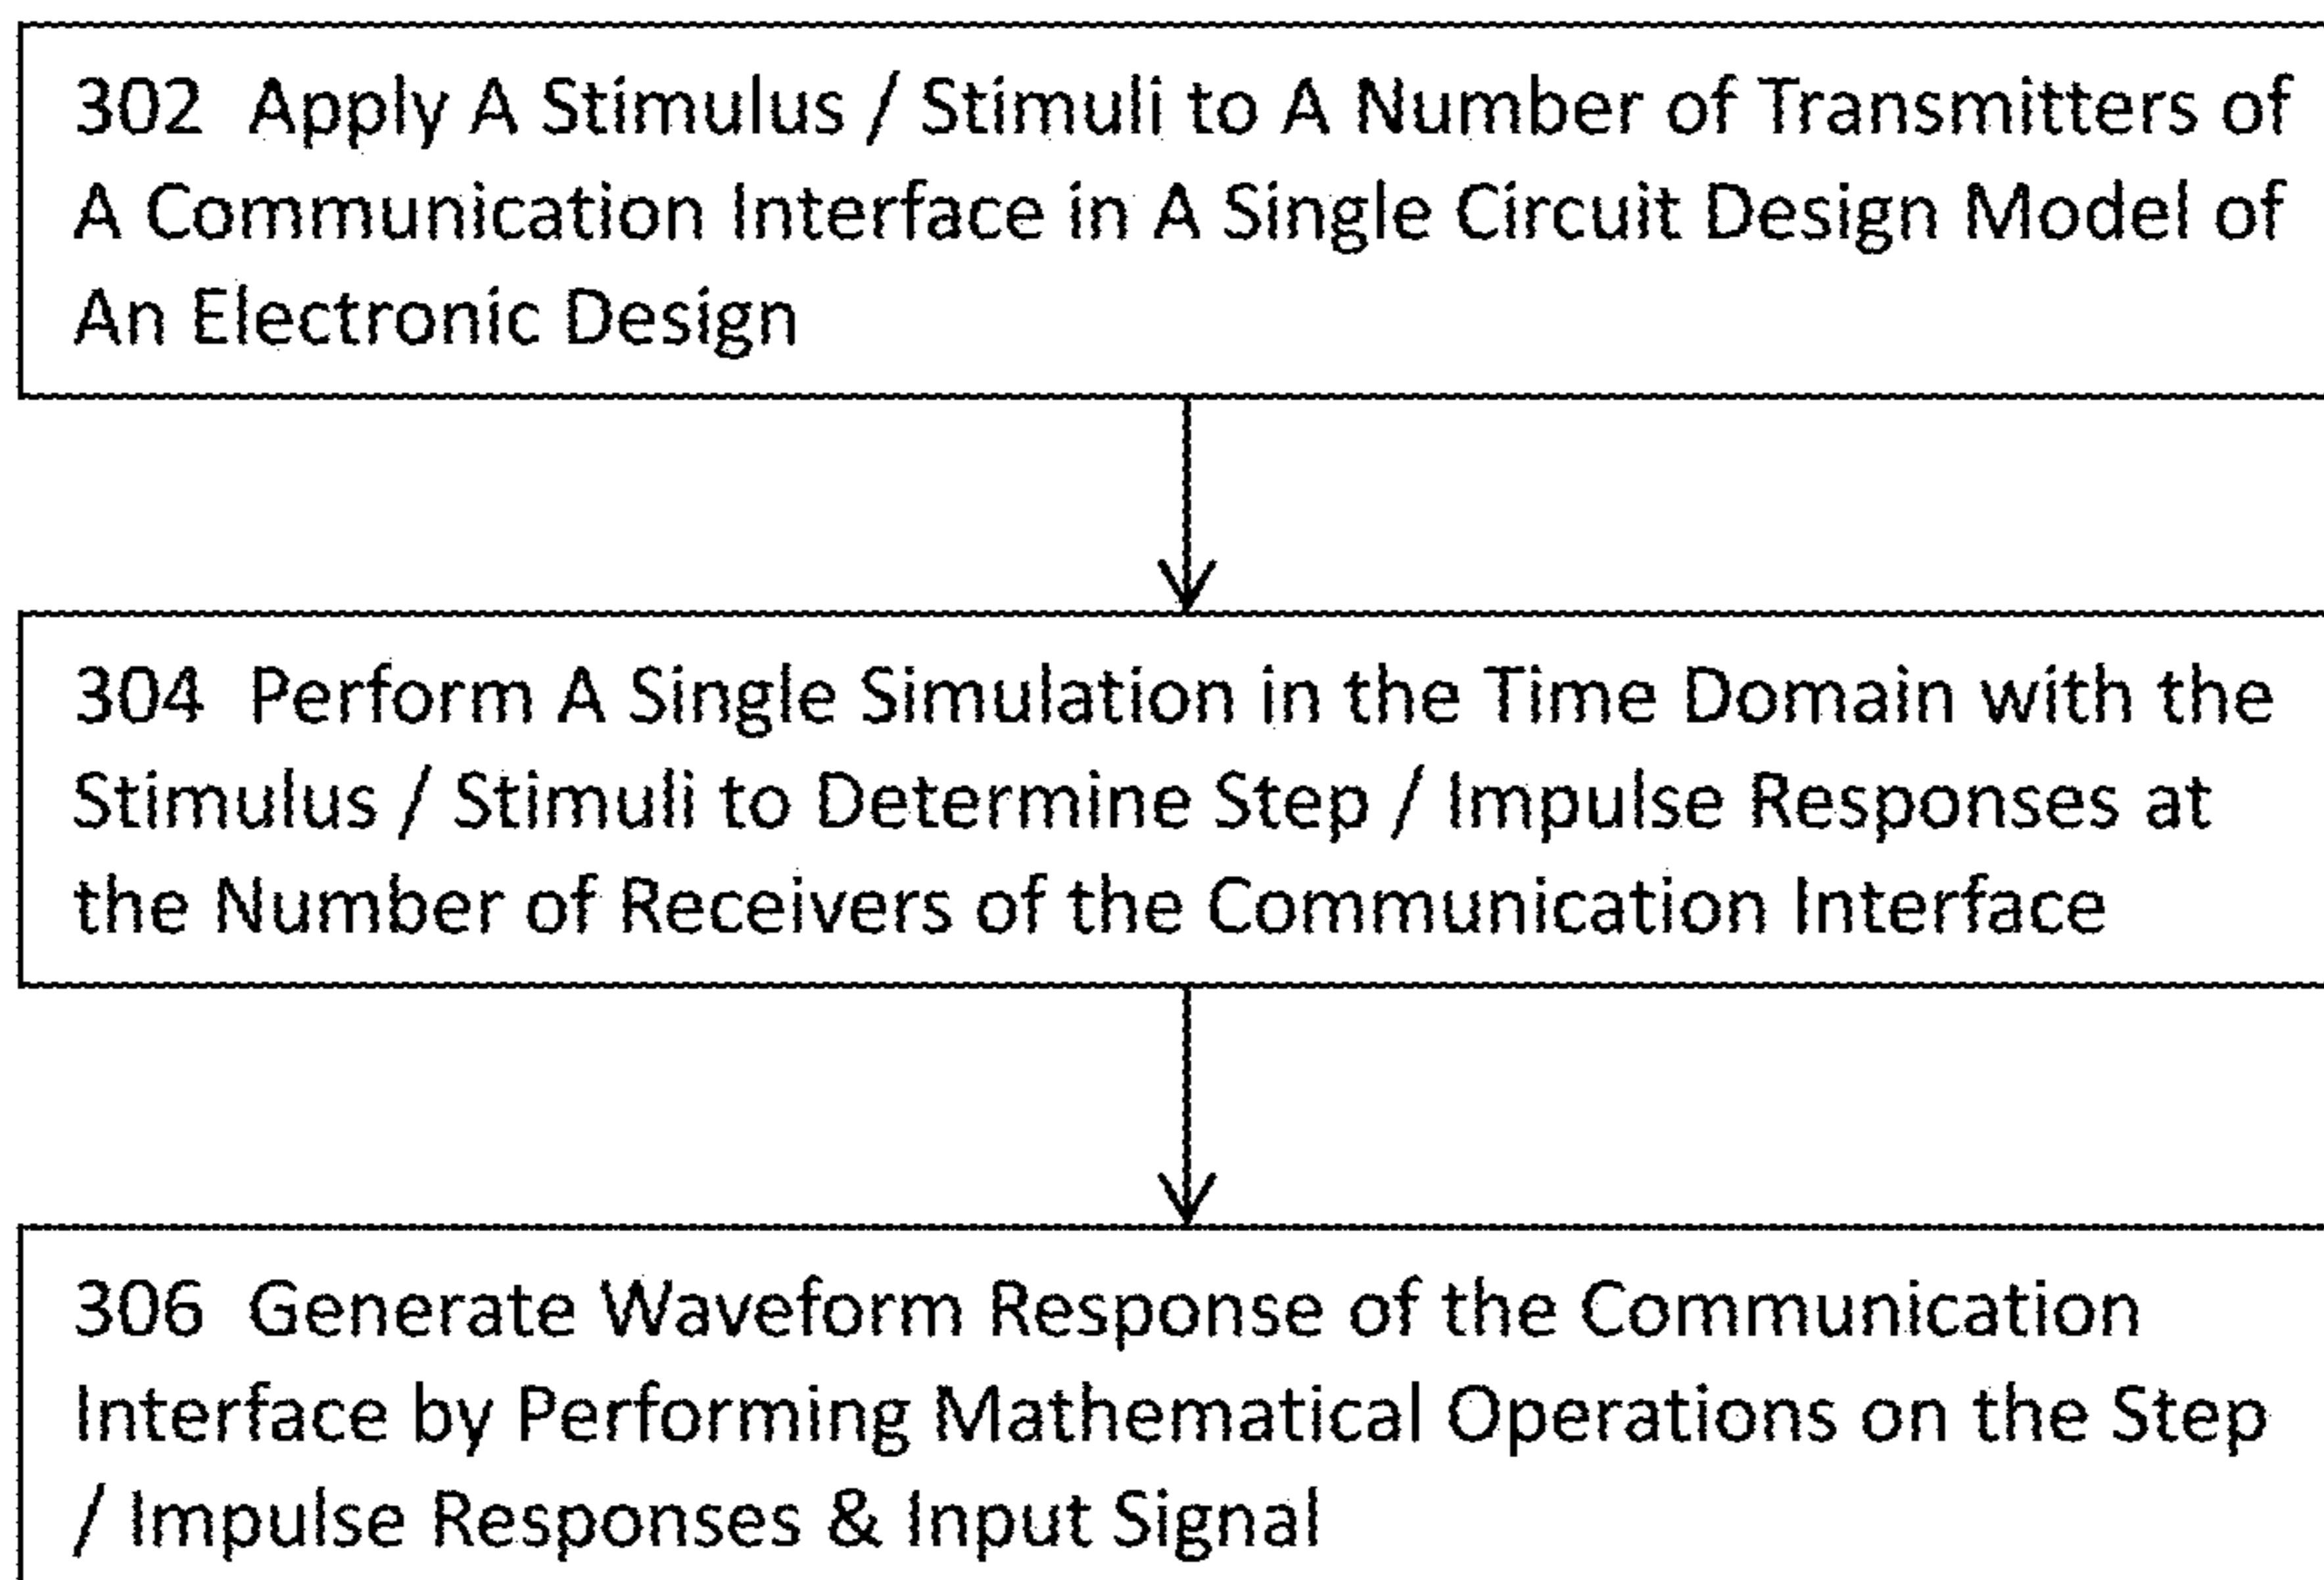 302 Apply A Stimulus / Stimuli to A Number of Transmitters of
A Communication Interface in A Single Circuit Design Model of
An Electronic Design
304 Perform A Single Simulation in the Time Domain with the
Stimulus / Stimuli to Determine Step / Impulse Responses at
the Number of Receivers of the Communication Interface
306 Generate Waveform Response of the Communication
Interface by Performing Mathematical Operations on the Step
/ Impulse Responses & Input Signal